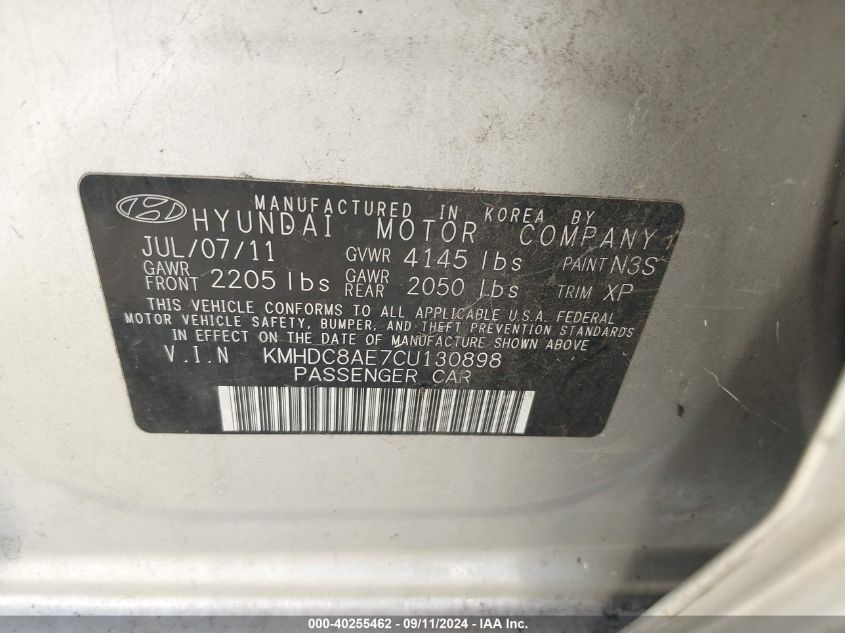 MANUFACTURED IN KOREA BY
HYUNDAI MOTOR COMPANY
JUL/07/11 GVWR 4145 lbs PAINT N3S
GAWR FRONT 2205 lbs GAWR REAR 2050 lbs TRIM XP
THIS VEHICLE CONFORMS TO ALL APPLICABLE U.S.A. FEDERAL
MOTOR VEHICLE SAFETY, BUMPER, AND THEFT PREVENTION STANDARDS
IN EFFECT ON THE DATE OF MANUFACTURE SHOWN ABOVE
V.I.N KMHDC8AE7CU130898
PASSENGER CAR
000-40255462 - 09/11/2024 - IAA Inc.